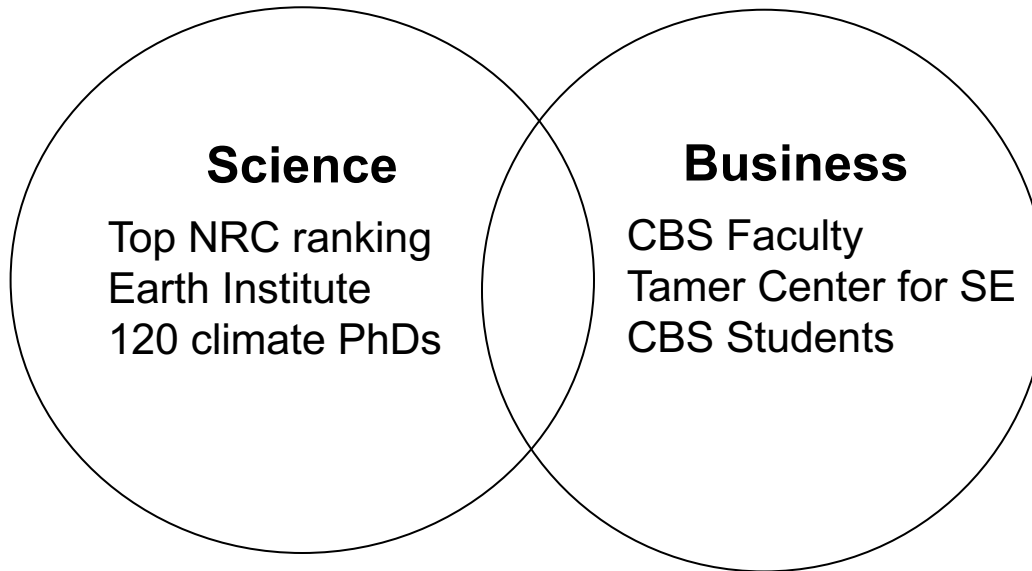 Science
Top NRC ranking
Earth Institute
120 climate PhDs
Business
CBS Faculty
Tamer Center for SE
CBS Students